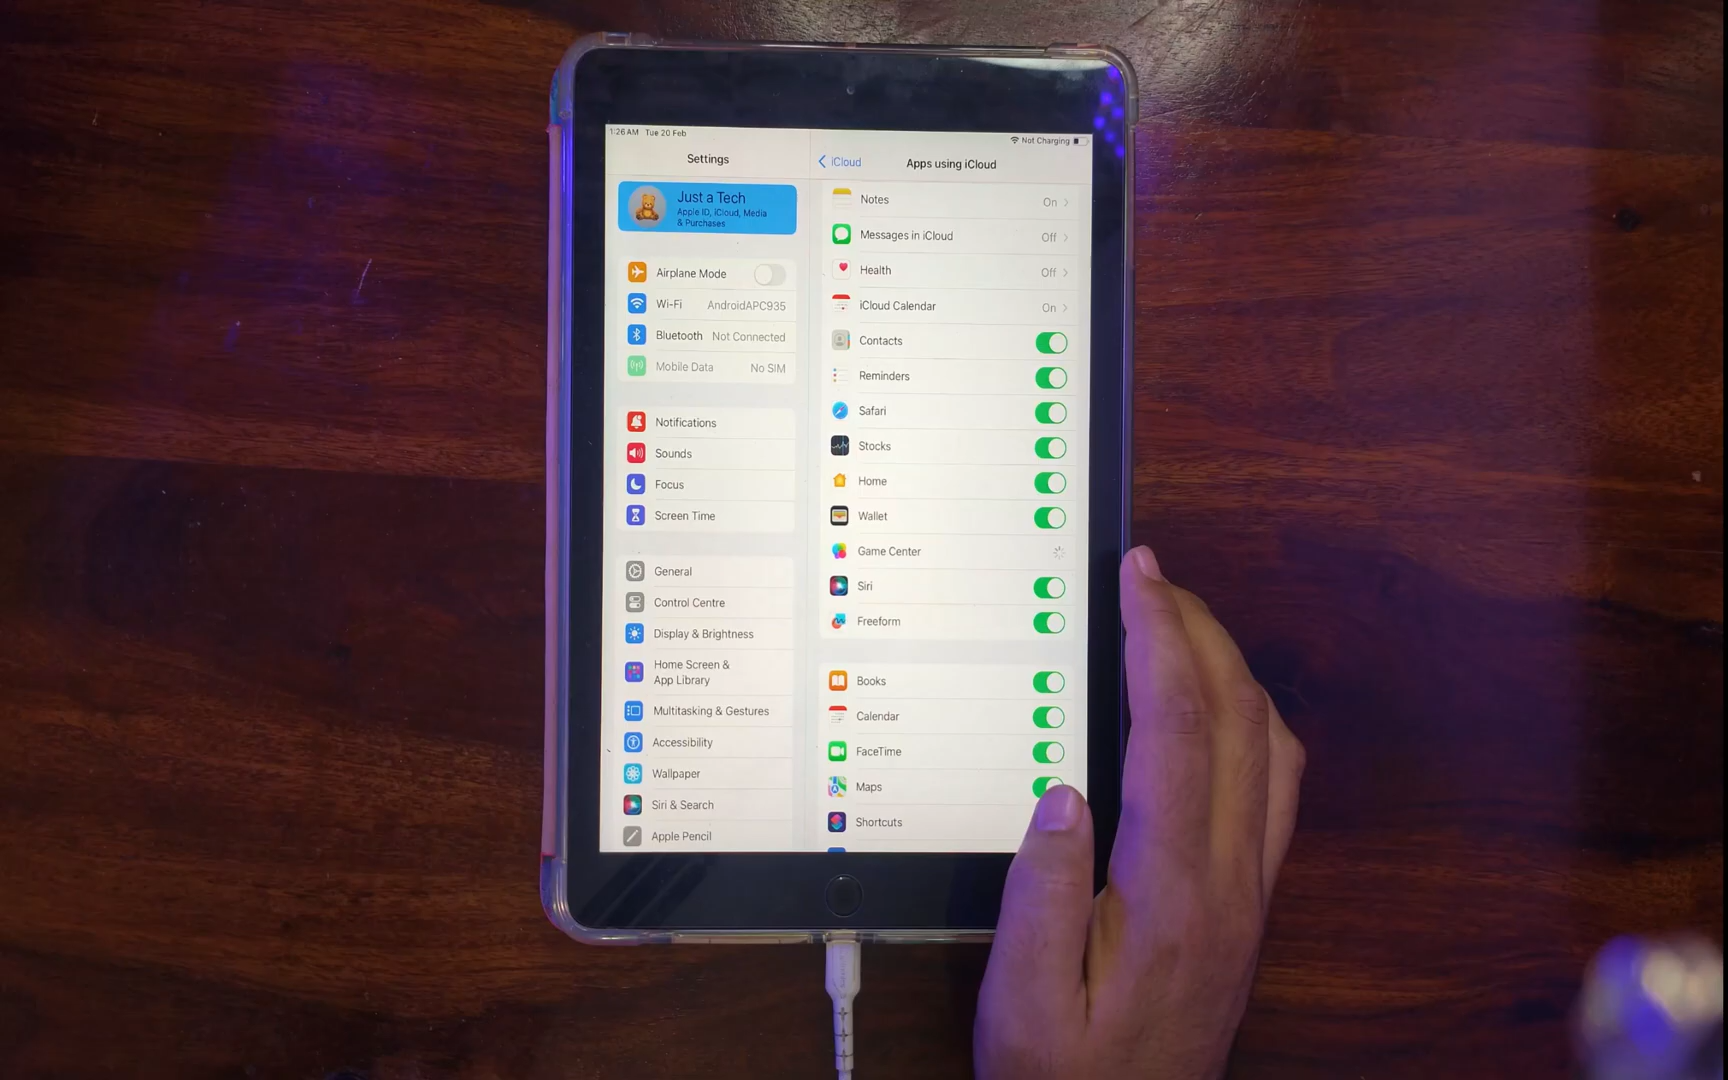 1:26 AM Tue 20 Feb
Not Charging
Settings
Just a Tech
Apple ID, iCloud, Media
& Purchases
Airplane Mode
Wi-Fi AndroidAPC935
Bluetooth Not Connected
Mobile Data No SIM
Notifications
Sounds
Focus
Screen Time
General
Control Centre
Display & Brightness
Home Screen &
App Library
Multitasking & Gestures
Accessibility
Wallpaper
Siri & Search
Apple Pencil
iCloud Apps using iCloud
Notes On
Messages in iCloud Off
Health Off
iCloud Calendar On
Contacts
Reminders
Safari
Stocks
Home
Wallet
Game Center
Siri
Freeform
Books
Calendar
FaceTime
Maps
Shortcuts